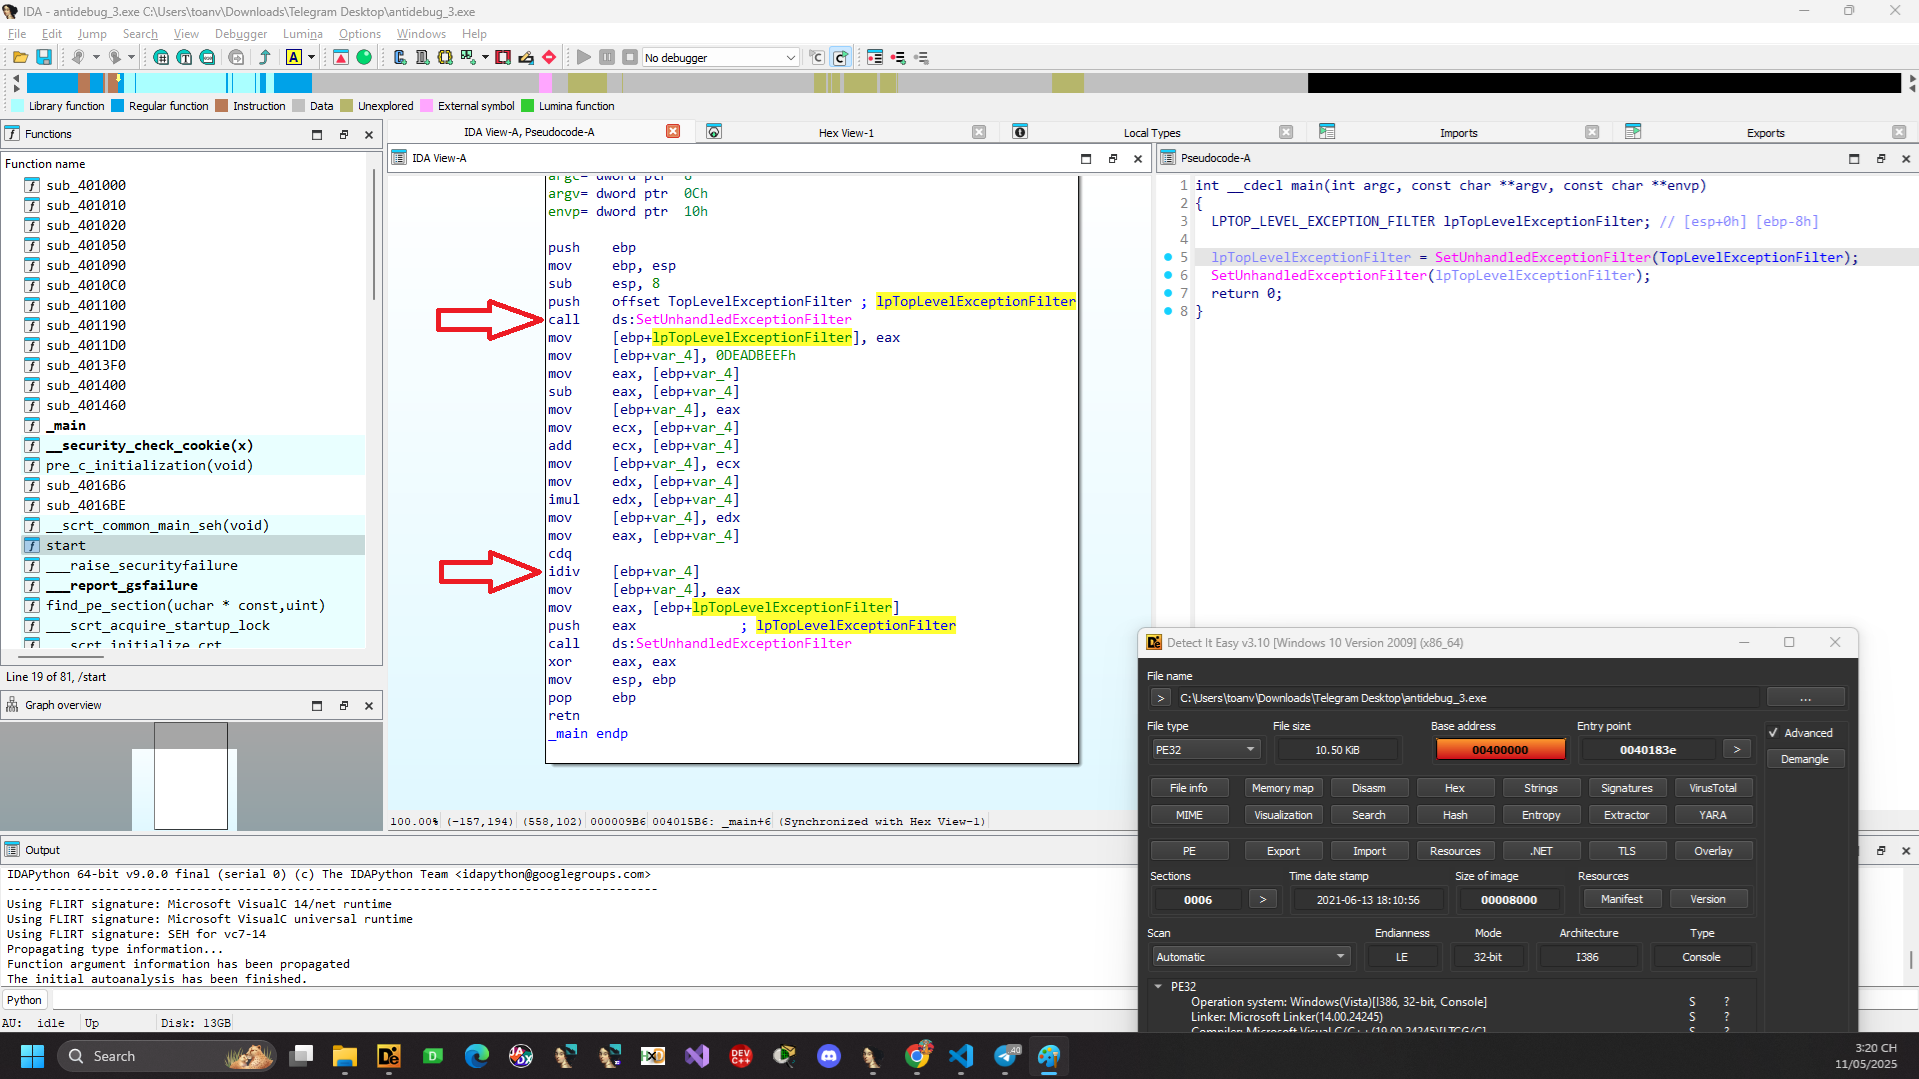 IDA - antidebug_3.exe C:\Users\toanv\Downloads\Telegram Desktop\antidebug_3.exe
File Edit Jump Search View Debugger Lumina Options Windows Help
No debugger
Library function Regular function Instruction Data Unexplored External symbol Lumina function
Functions
Function name
sub_401000
sub_401010
sub_401020
sub_401050
sub_401090
sub_4010C0
sub_401100
sub_401190
sub_4011D0
sub_4013F0
sub_401400
sub_401460
_main
__security_check_cookie(x)
pre_c_initialization(void)
sub_4016B6
sub_4016BE
__scrt_common_main_seh(void)
start
___raise_securityfailure
___report_gsfailure
find_pe_section(uchar * const,uint)
___scrt_acquire_startup_lock
___scrt_initialize_crt
Line 19 of 81, /start
Graph overview
IDA View-A, Pseudocode-A
Hex View-1
Local Types
Imports
Exports
IDA View-A
argc= dword ptr  8
argv= dword ptr  0Ch
envp= dword ptr  10h
push    ebp
mov     ebp, esp
sub     esp, 8
push    offset TopLevelExceptionFilter ; lpTopLevelExceptionFilter
call    ds:SetUnhandledExceptionFilter
mov     [ebp+lpTopLevelExceptionFilter], eax
mov     [ebp+var_4], 0DEADBEEFh
mov     eax, [ebp+var_4]
sub     eax, [ebp+var_4]
mov     [ebp+var_4], eax
mov     ecx, [ebp+var_4]
add     ecx, [ebp+var_4]
mov     [ebp+var_4], ecx
mov     edx, [ebp+var_4]
imul    edx, [ebp+var_4]
mov     [ebp+var_4], edx
mov     eax, [ebp+var_4]
cdq
idiv    [ebp+var_4]
mov     [ebp+var_4], eax
mov     eax, [ebp+lpTopLevelExceptionFilter]
push    eax             ; lpTopLevelExceptionFilter
call    ds:SetUnhandledExceptionFilter
xor     eax, eax
mov     esp, ebp
pop     ebp
retn
_main endp
100.00% (-157,194) (558,102) 000009B6 004015B6: _main+6 (Synchronized with Hex View-1)
Pseudocode-A
1 int __cdecl main(int argc, const char **argv, const char **envp)
2 {
3   LPTOP_LEVEL_EXCEPTION_FILTER lpTopLevelExceptionFilter; // [esp+0h] [ebp-8h]
4
5   lpTopLevelExceptionFilter = SetUnhandledExceptionFilter(TopLevelExceptionFilter);
6   SetUnhandledExceptionFilter(lpTopLevelExceptionFilter);
7   return 0;
8 }
Output
IDAPython 64-bit v9.0.0 final (serial 0) (c) The IDAPython Team <idapython@googlegroups.com>
Using FLIRT signature: Microsoft VisualC 14/net runtime
Using FLIRT signature: Microsoft VisualC universal runtime
Using FLIRT signature: SEH for vc7-14
Propagating type information...
Function argument information has been propagated
The initial autoanalysis has been finished.
Python
AU: idle Up Disk: 13GB
Detect It Easy v3.10 [Windows 10 Version 2009] (x86_64)
File name
> C:\Users\toanv\Downloads\Telegram Desktop\antidebug_3.exe ...
File type File size Base address Entry point
PE32 10.50 KiB 00400000 0040183e >
Advanced
Demangle
File info Memory map Disasm Hex Strings Signatures VirusTotal
MIME Visualization Search Hash Entropy Extractor YARA
PE Export Import Resources .NET TLS Overlay
Sections Time date stamp Size of image Resources
0006 > 2021-06-13 18:10:56 00008000 Manifest Version
Scan Endianness Mode Architecture Type
Automatic LE 32-bit I386 Console
PE32
Operation system: Windows(Vista)[I386, 32-bit, Console] S ?
Linker: Microsoft Linker(14.00.24245) S ?
Compiler: Microsoft Visual C/C++(19.00.24245)[LTCG/C] S ?
Search
3:20 CH
11/05/2025